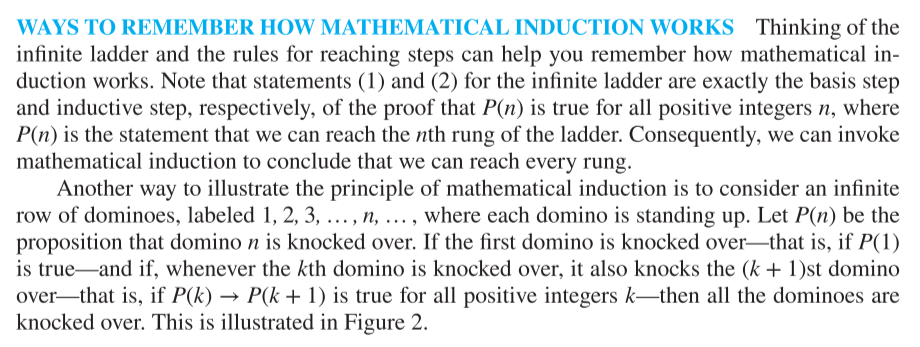 WAYS TO REMEMBER HOW MATHEMATICAL INDUCTION WORKS Thinking of the
infinite ladder and the rules for reaching steps can help you remember how mathematical in-
duction works. Note that statements (1) and (2) for the infinite ladder are exactly the basis step
and inductive step, respectively, of the proof that P(n) is true for all positive integers n, where
P(n) is the statement that we can reach the nth rung of the ladder. Consequently, we can invoke
mathematical induction to conclude that we can reach every rung.
Another way to illustrate the principle of mathematical induction is to consider an infinite
row of dominoes, labeled 1, 2, 3, … , n, … , where each domino is standing up. Let P(n) be the
proposition that domino n is knocked over. If the first domino is knocked over—that is, if P(1)
is true—and if, whenever the kth domino is knocked over, it also knocks the (k + 1)st domino
over—that is, if P(k) → P(k + 1) is true for all positive integers k—then all the dominoes are
knocked over. This is illustrated in Figure 2.